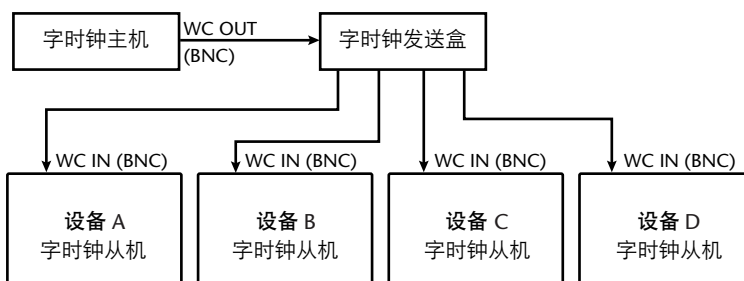 字时钟主机
WC OUT
(BNC)
字时钟发送盒
WC IN (BNC)
WC IN (BNC)
WC IN (BNC)
WC IN (BNC)
设备 A
字时钟从机
设备 B
字时钟从机
设备 C
字时钟从机
设备 D
字时钟从机